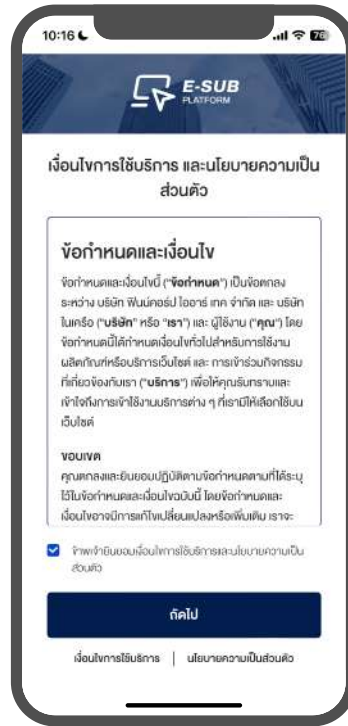 10:16
76
E-SUB
PLATFORM
เงื่อนไขการใช้บริการ และนโยบายความเป็น
ส่วนตัว
ข้อกำหนดและเงื่อนไข
ข้อกำหนดและเงื่อนไขนี้ ("ข้อกำหนด") เป็นข้อตกลง
ระหว่าง บริษัท ฟินน์คอร์ป ไออาร์ เทค จำกัด และ บริษัท
ในเครือ ("บริษัท" หรือ "เรา") และ ผู้ใช้งาน ("คุณ") โดย
ข้อกำหนดนี้ได้กำหนดเงื่อนไขทั่วไปสำหรับการใช้งาน
ผลิตภัณฑ์หรือบริการเว็บไซต์ และ การเข้าร่วมกิจกรรม
ที่เกี่ยวข้องกับเรา ("บริการ") เพื่อให้คุณรับทราบและ
เข้าใจถึงการเข้าใช้งานบริการต่าง ๆ ที่เรามีให้เลือกใช้บน
เว็บไซต์
ขอบเขต
คุณตกลงและยินยอมปฏิบัติตามข้อกำหนดตามที่ได้ระบุ
ไว้ในข้อกำหนดและเงื่อนไขฉบับนี้ โดยข้อกำหนดและ
เงื่อนไขอาจมีการแก้ไขเปลี่ยนแปลงหรือเพิ่มเติม เราจะ
ข้าพเจ้ายินยอมเงื่อนไขการใช้บริการและนโยบายความเป็น
ส่วนตัว
ถัดไป
เงื่อนไขการใช้บริการ | นโยบายความเป็นส่วนตัว